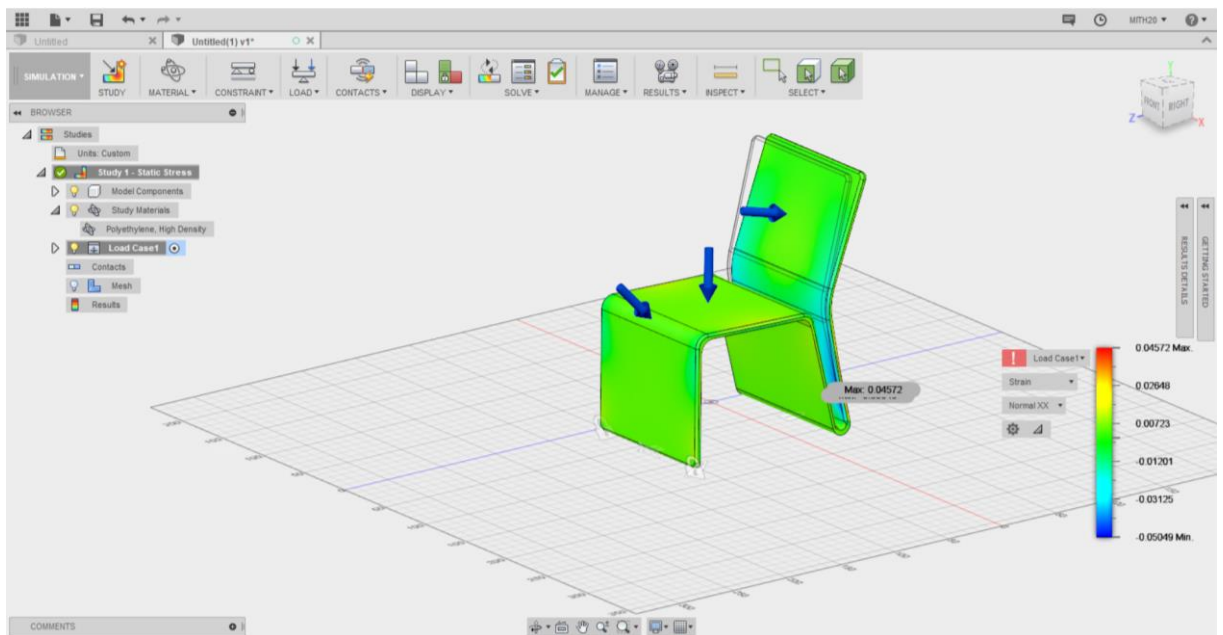 MITH20
Untitled
Untitled(1) v1*
SIMULATION
STUDY
MATERIAL
CONSTRAINT
LOAD
CONTACTS
DISPLAY
SOLVE
MANAGE
RESULTS
INSPECT
SELECT
Y
FRONT
RIGHT
Z
X
BROWSER
Studies
Units: Custom
Study 1 - Static Stress
Model Components
Study Materials
Polyethylene, High Density
Load Case1
Contacts
Mesh
Results
RESULTS DETAILS
GETTING STARTED
Max: 0.04572
Load Case1
Strain
Normal XX
0.04572 Max.
0.02648
0.00723
-0.01201
-0.03125
-0.05049 Min.
COMMENTS